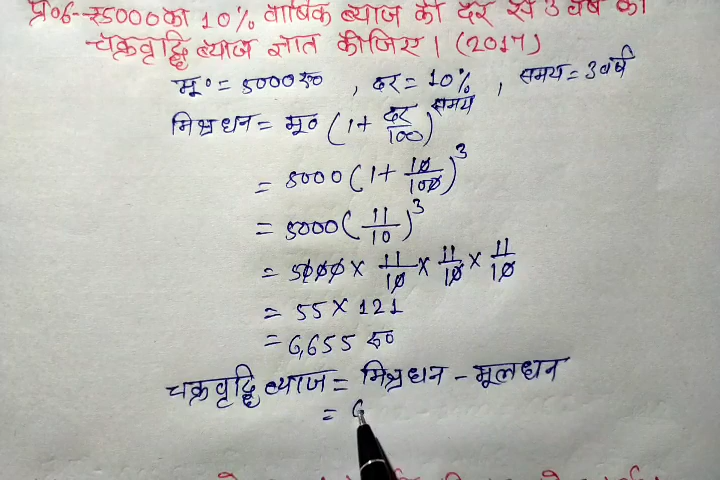 प्र०6- ₹5000 का 10% वार्षिक ब्याज की दर से 3 वर्ष का
चक्रवृद्धि ब्याज ज्ञात कीजिए। (2017)
मू० = 5000 रु० , दर = 10% , समय = 3 वर्ष
मिश्रधन = मू० (1 + दर/100)^समय
= 5000 (1 + 10/100)^3
= 5000 (11/10)^3
= 5000 × 11/10 × 11/10 × 11/10
= 55 × 121
= 6,655 रु०
चक्रवृद्धि ब्याज = मिश्रधन - मूलधन
= 6